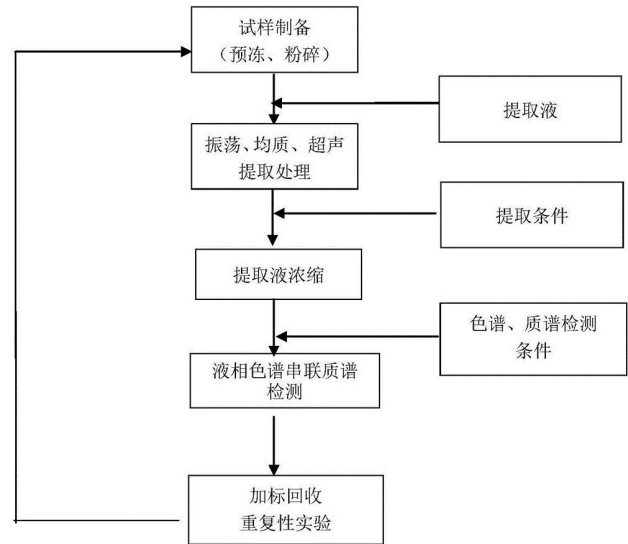 试样制备
（预冻、粉碎）
提取液
振荡、均质、超声
提取处理
提取条件
提取液浓缩
色谱、质谱检测
条件
液相色谱串联质谱
检测
加标回收
重复性实验